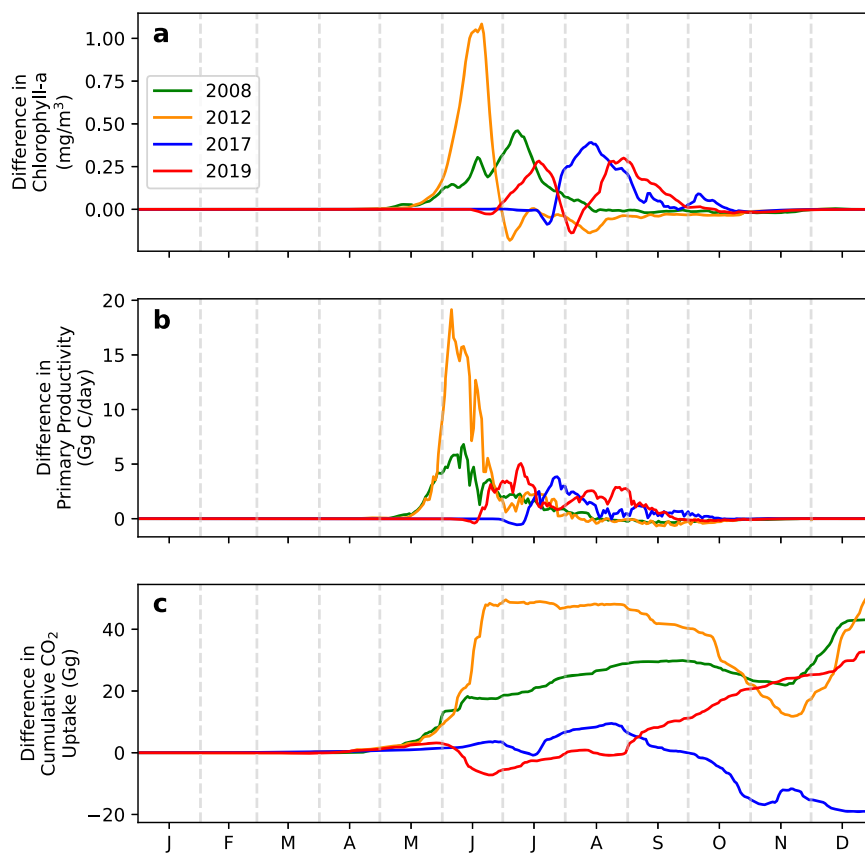 a
Difference in
Chlorophyll-a
(mg/m³)
1.00
0.75
0.50
0.25
0.00
2008
2012
2017
2019
J F M A M J J A S O N D
b
Difference in
Primary Productivity
(Gg C/day)
20
15
10
5
0
J F M A M J J A S O N D
c
Difference in
Cumulative CO₂
Uptake (Gg)
40
20
0
−20
J F M A M J J A S O N D